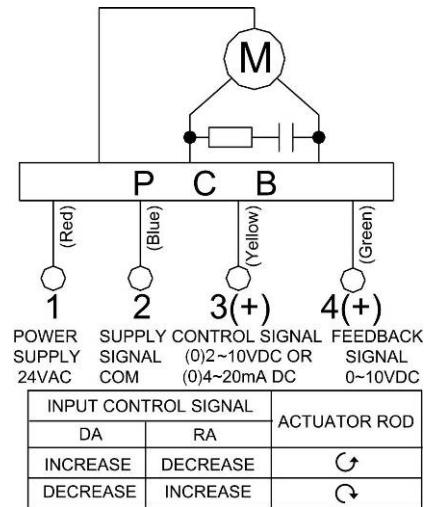 M
P C B
(Red) (Blue) (Yellow) (Green)
1 2 3(+) 4(+)
POWER SUPPLY CONTROL SIGNAL FEEDBACK
SUPPLY SIGNAL (0)2~10VDC OR SIGNAL
24VAC COM (0)4~20mA DC 0~10VDC
INPUT CONTROL SIGNAL ACTUATOR ROD
DA RA
INCREASE DECREASE
DECREASE INCREASE